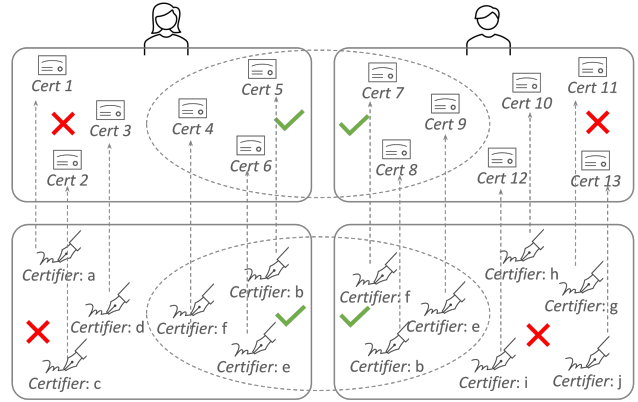 Cert 1
Cert 5
Cert 7
Cert 11
Cert 10
Cert 3
Cert 4
Cert 9
Cert 6
Cert 2
Cert 8
Cert 12
Cert 13
Certifier: a
Certifier: b
Certifier: f
Certifier: h
Certifier: g
Certifier: d
Certifier: f
Certifier: e
Certifier: c
Certifier: e
Certifier: b
Certifier: i
Certifier: j